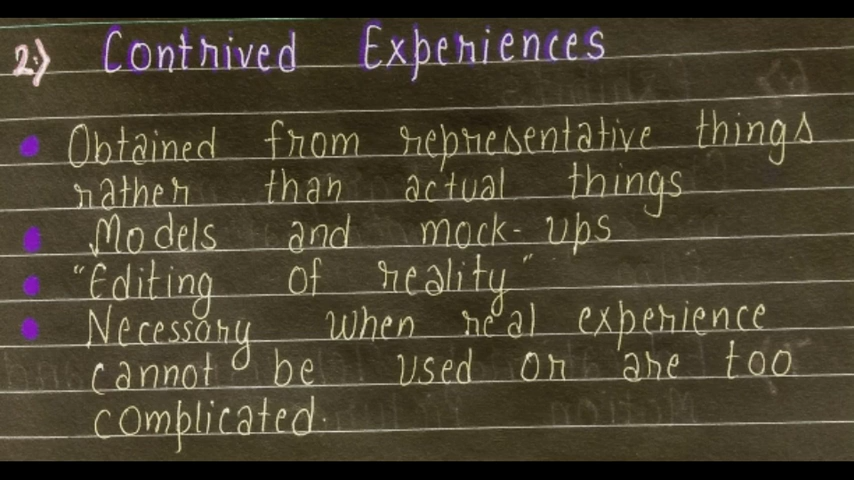 2.) Contrived Experiences
• Obtained from representative things
rather than actual things
• Models and mock-ups
• "Editing of reality"
• Necessary when real experience
cannot be used or are too
complicated.